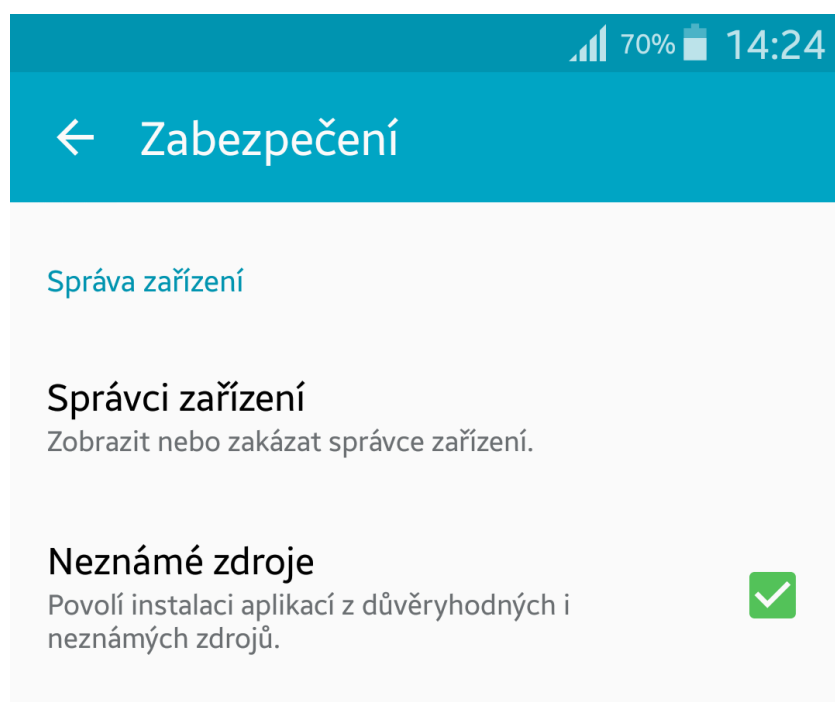 70% 14:24
Zabezpečení
Správa zařízení
Správci zařízení
Zobrazit nebo zakázat správce zařízení.
Neznámé zdroje
Povolí instalaci aplikací z důvěryhodných i
neznámých zdrojů.